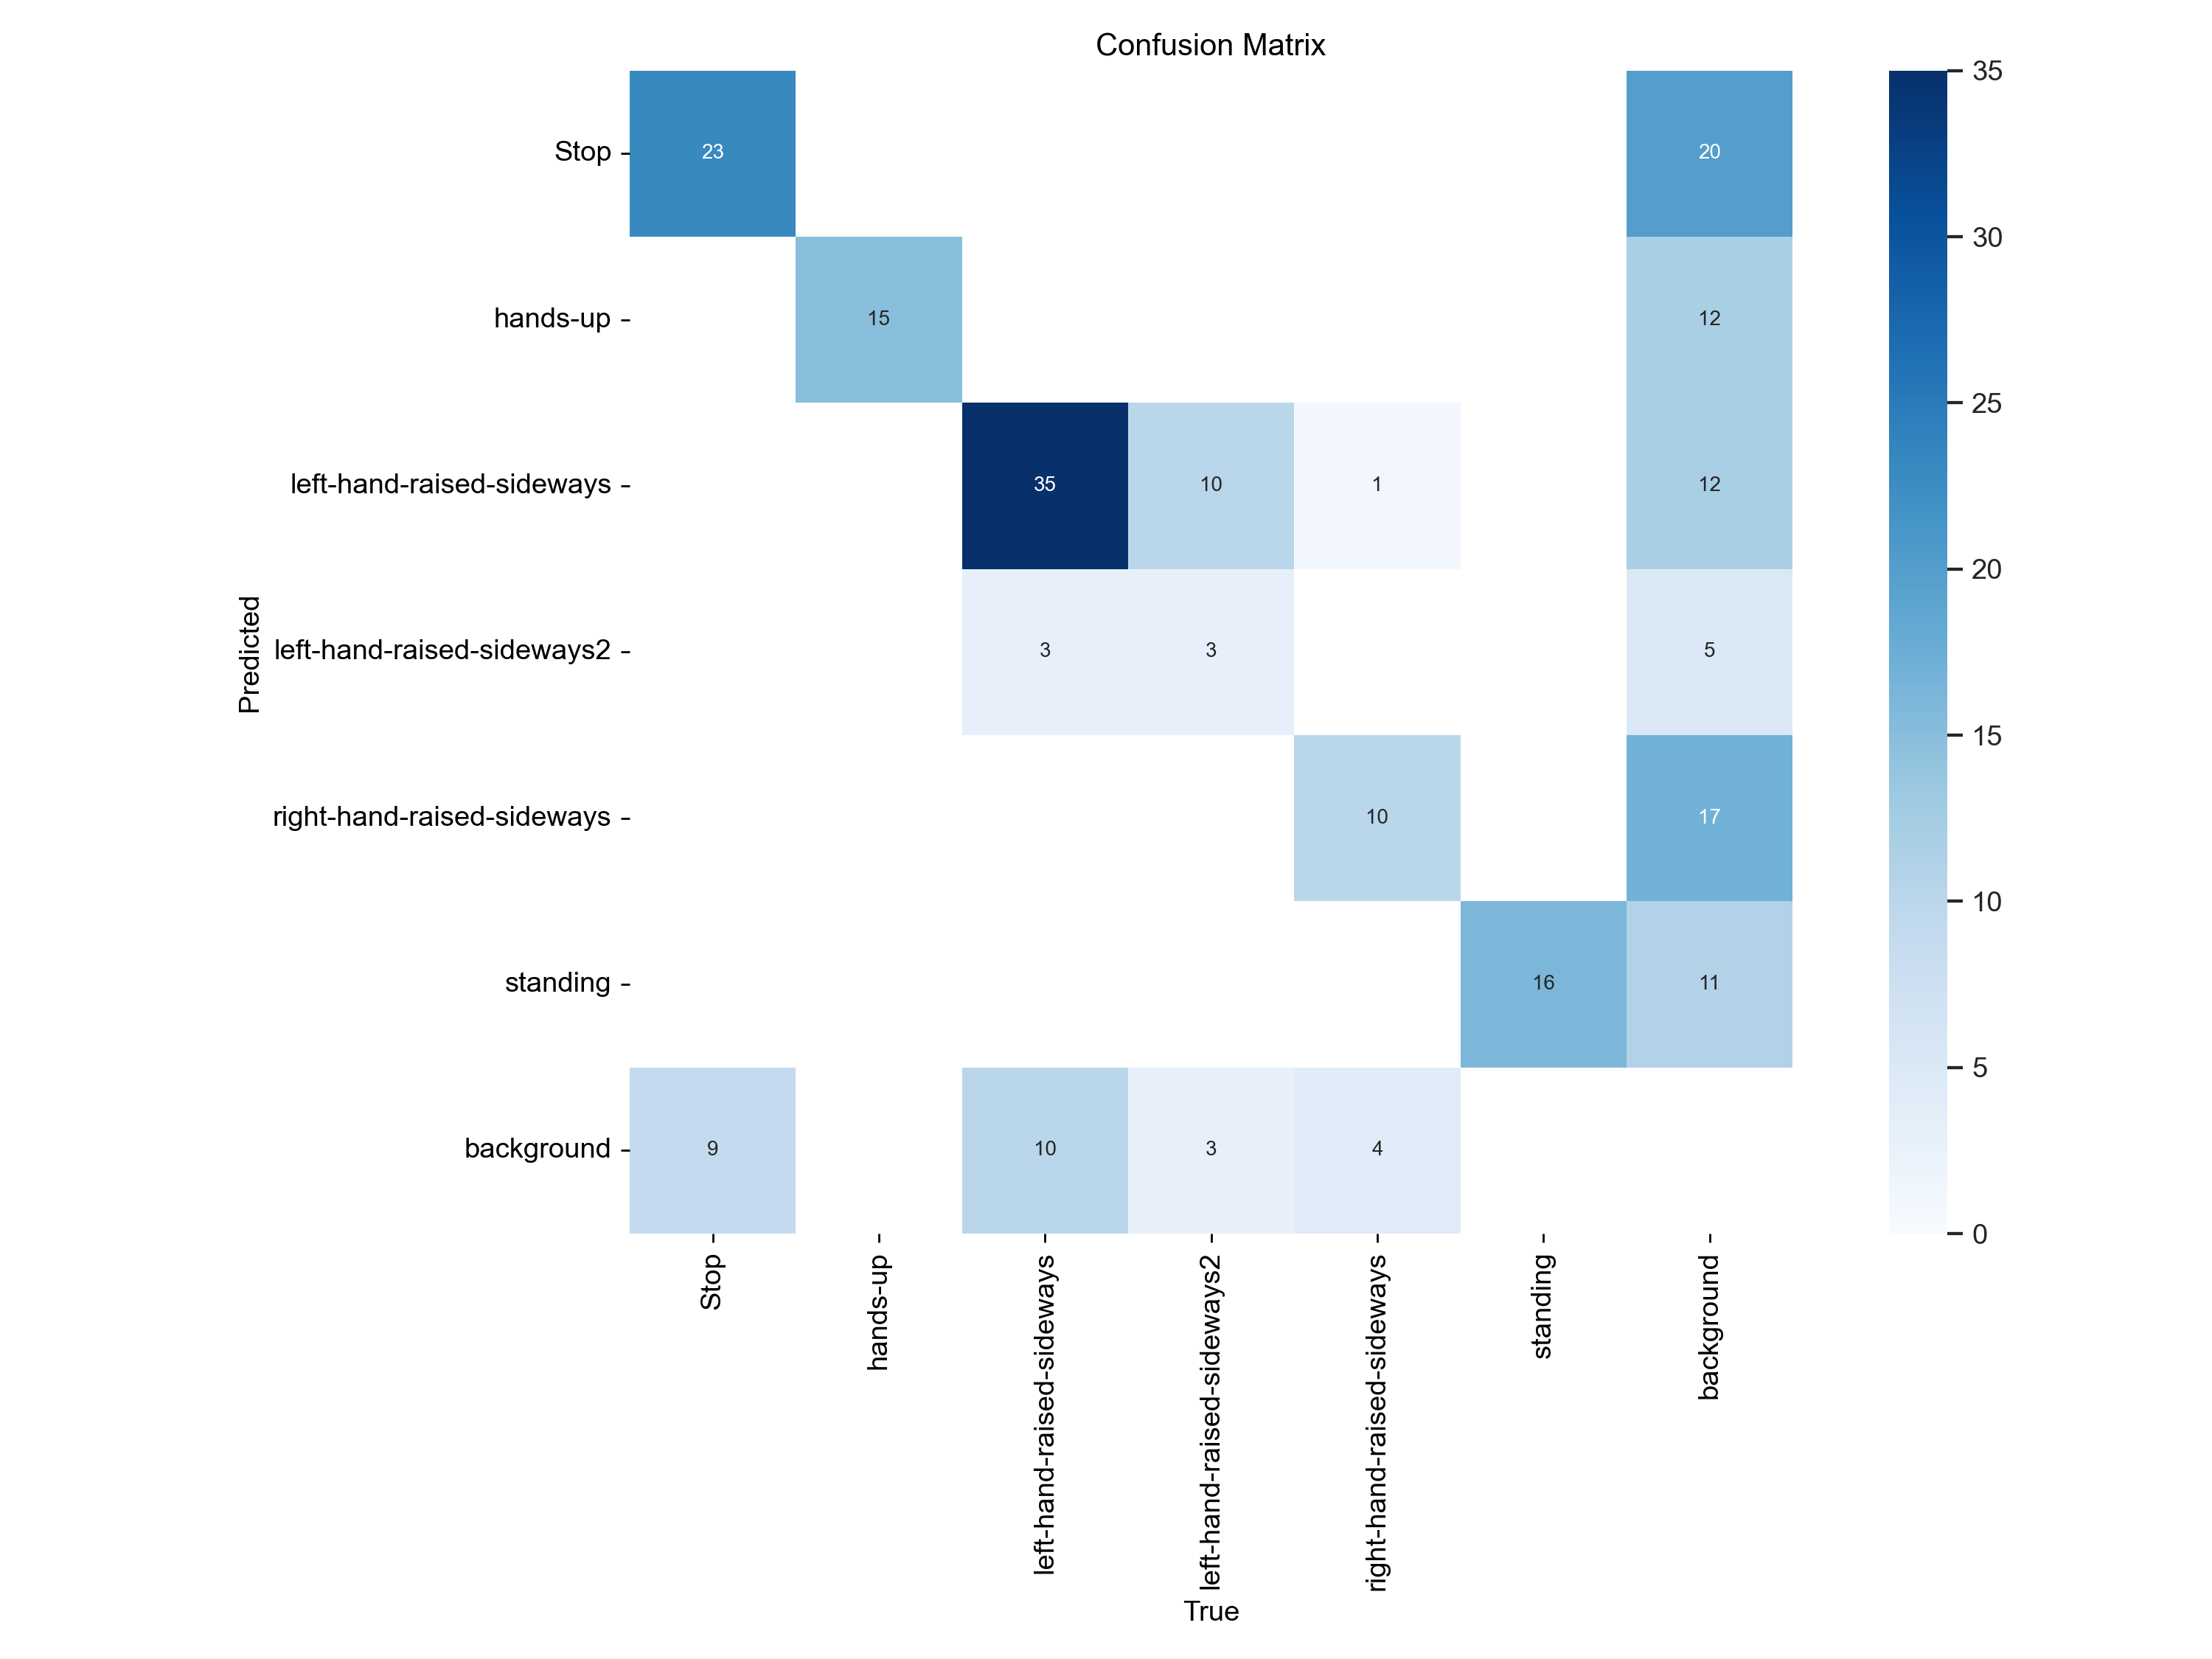 Confusion Matrix
Predicted
Stop
23
20
hands-up
15
12
left-hand-raised-sideways
35
10
1
12
left-hand-raised-sideways2
3
3
5
right-hand-raised-sideways
10
17
standing
16
11
background
9
10
3
4
Stop
hands-up
left-hand-raised-sideways
left-hand-raised-sideways2
right-hand-raised-sideways
standing
background
True
35
30
25
20
15
10
5
0